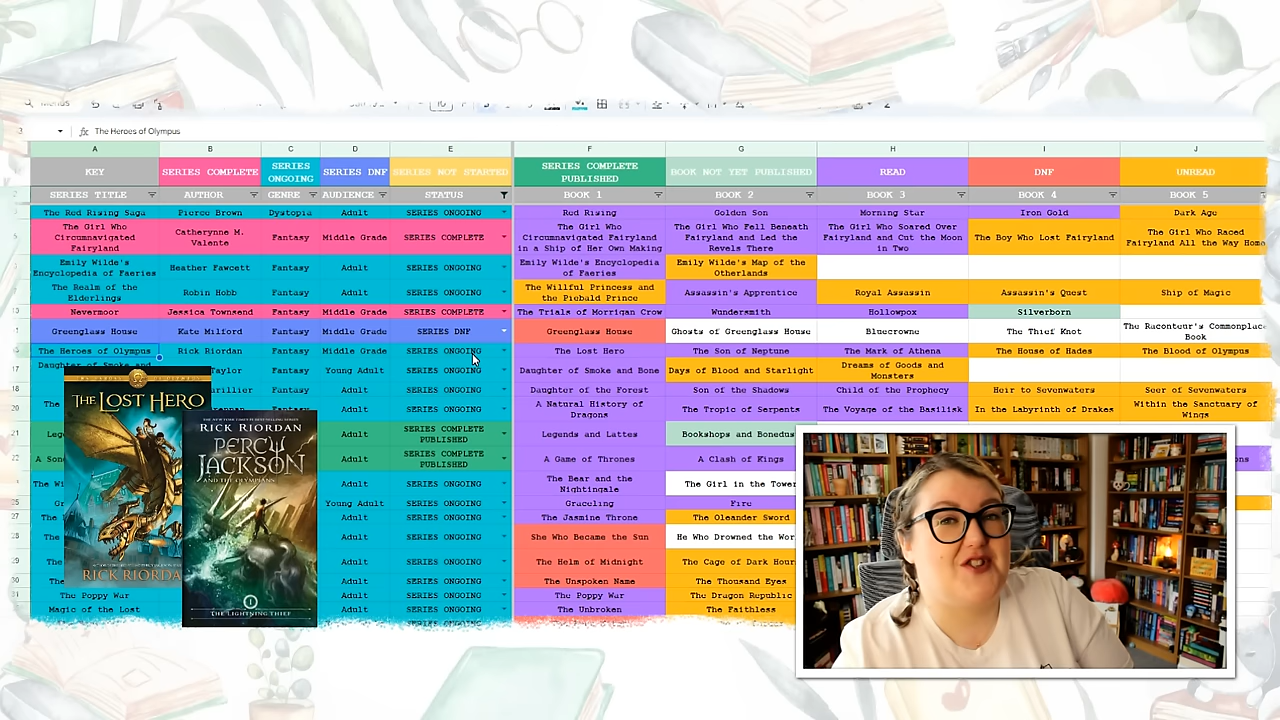 The Heroes of Olympus
A B C D E F G H I J
KEY SERIES COMPLETE SERIES ONGOING SERIES DNF SERIES NOT STARTED SERIES COMPLETE PUBLISHED BOOK NOT YET PUBLISHED READ DNF UNREAD
SERIES TITLE AUTHOR GENRE AUDIENCE STATUS BOOK 1 BOOK 2 BOOK 3 BOOK 4 BOOK 5
The Red Rising Saga Pierce Brown Dystopia Adult SERIES ONGOING Red Rising Golden Son Morning Star Iron Gold Dark Age
The Girl Who Circumnavigated Fairyland Catherynne M. Valente Fantasy Middle Grade SERIES COMPLETE The Girl Who Circumnavigated Fairyland in a Ship of Her Own Making The Girl Who Fell Beneath Fairyland and Led the Revels There The Girl Who Soared Over Fairyland and Cut the Moon in Two The Boy Who Lost Fairyland The Girl Who Raced Fairyland All the Way Home
Emily Wilde's Encyclopedia of Faeries Heather Fawcett Fantasy Adult SERIES ONGOING Emily Wilde's Encyclopedia of Faeries Emily Wilde's Map of the Otherlands
The Realm of the Elderlings Robin Hobb Fantasy Adult SERIES ONGOING The Willful Princess and the Piebald Prince Assassin's Apprentice Royal Assassin Assassin's Quest Ship of Magic
Nevermoor Jessica Townsend Fantasy Middle Grade SERIES COMPLETE The Trials of Morrigan Crow Wundersmith Hollowpox Silverborn
Greenglass House Kate Milford Fantasy Middle Grade SERIES DNF Greenglass House Ghosts of Greenglass House Bluecrowne The Thief Knot The Raconteur's Commonplace Book
The Heroes of Olympus Rick Riordan Fantasy Middle Grade SERIES ONGOING The Lost Hero The Son of Neptune The Mark of Athena The House of Hades The Blood of Olympus
Daughter of Smoke and Taylor Fantasy Young Adult SERIES ONGOING Daughter of Smoke and Bone Days of Blood and Starlight Dreams of Gods and Monsters
Fantasy Adult SERIES ONGOING Daughter of the Forest Son of the Shadows Child of the Prophecy Heir to Sevenwaters Seer of Sevenwaters
The Fantasy Adult SERIES ONGOING A Natural History of Dragons The Tropic of Serpents The Voyage of the Basilisk In the Labyrinth of Drakes Within the Sanctuary of Wings
Adult SERIES COMPLETE PUBLISHED Legends and Lattes Bookshops and
Adult SERIES COMPLETE PUBLISHED A Game of Thrones A Clash of Kings
Adult SERIES ONGOING The Bear and the Nightingale The Girl in the Tower
Young Adult SERIES ONGOING Graceling Fire
Adult SERIES ONGOING The Jasmine Throne The Oleander Sword
Adult SERIES ONGOING She Who Became the Sun He Who Drowned the
Adult SERIES ONGOING The Helm of Midnight The Cage of Dark
Adult SERIES ONGOING The Unspoken Name The Thousand Eyes
The Poppy War Adult SERIES ONGOING The Poppy War The Dragon Republic
Magic of the Lost Adult SERIES ONGOING The Unbroken The Faithless
THE LOST HERO
RICK RIORDA
RICK RIORDAN
PERCY JACKSON
AND THE OLYMPIANS
1
THE LIGHTNING THIEF